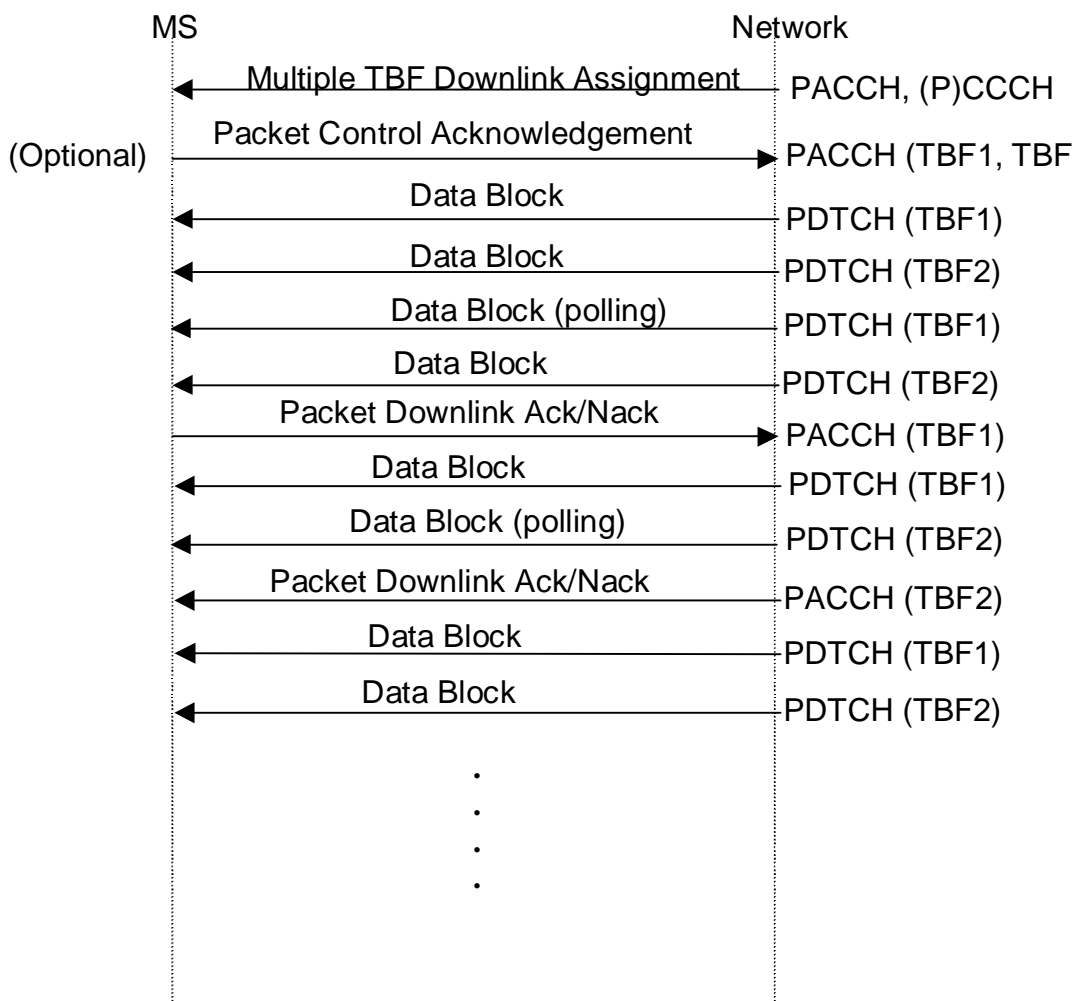 MS Network
Multiple TBF Downlink Assignment PACCH, (P)CCCH
(Optional) Packet Control Acknowledgement PACCH (TBF1, TBF
Data Block PDTCH (TBF1)
Data Block PDTCH (TBF2)
Data Block (polling) PDTCH (TBF1)
Data Block PDTCH (TBF2)
Packet Downlink Ack/Nack PACCH (TBF1)
Data Block PDTCH (TBF1)
Data Block (polling) PDTCH (TBF2)
Packet Downlink Ack/Nack PACCH (TBF2)
Data Block PDTCH (TBF1)
Data Block PDTCH (TBF2)